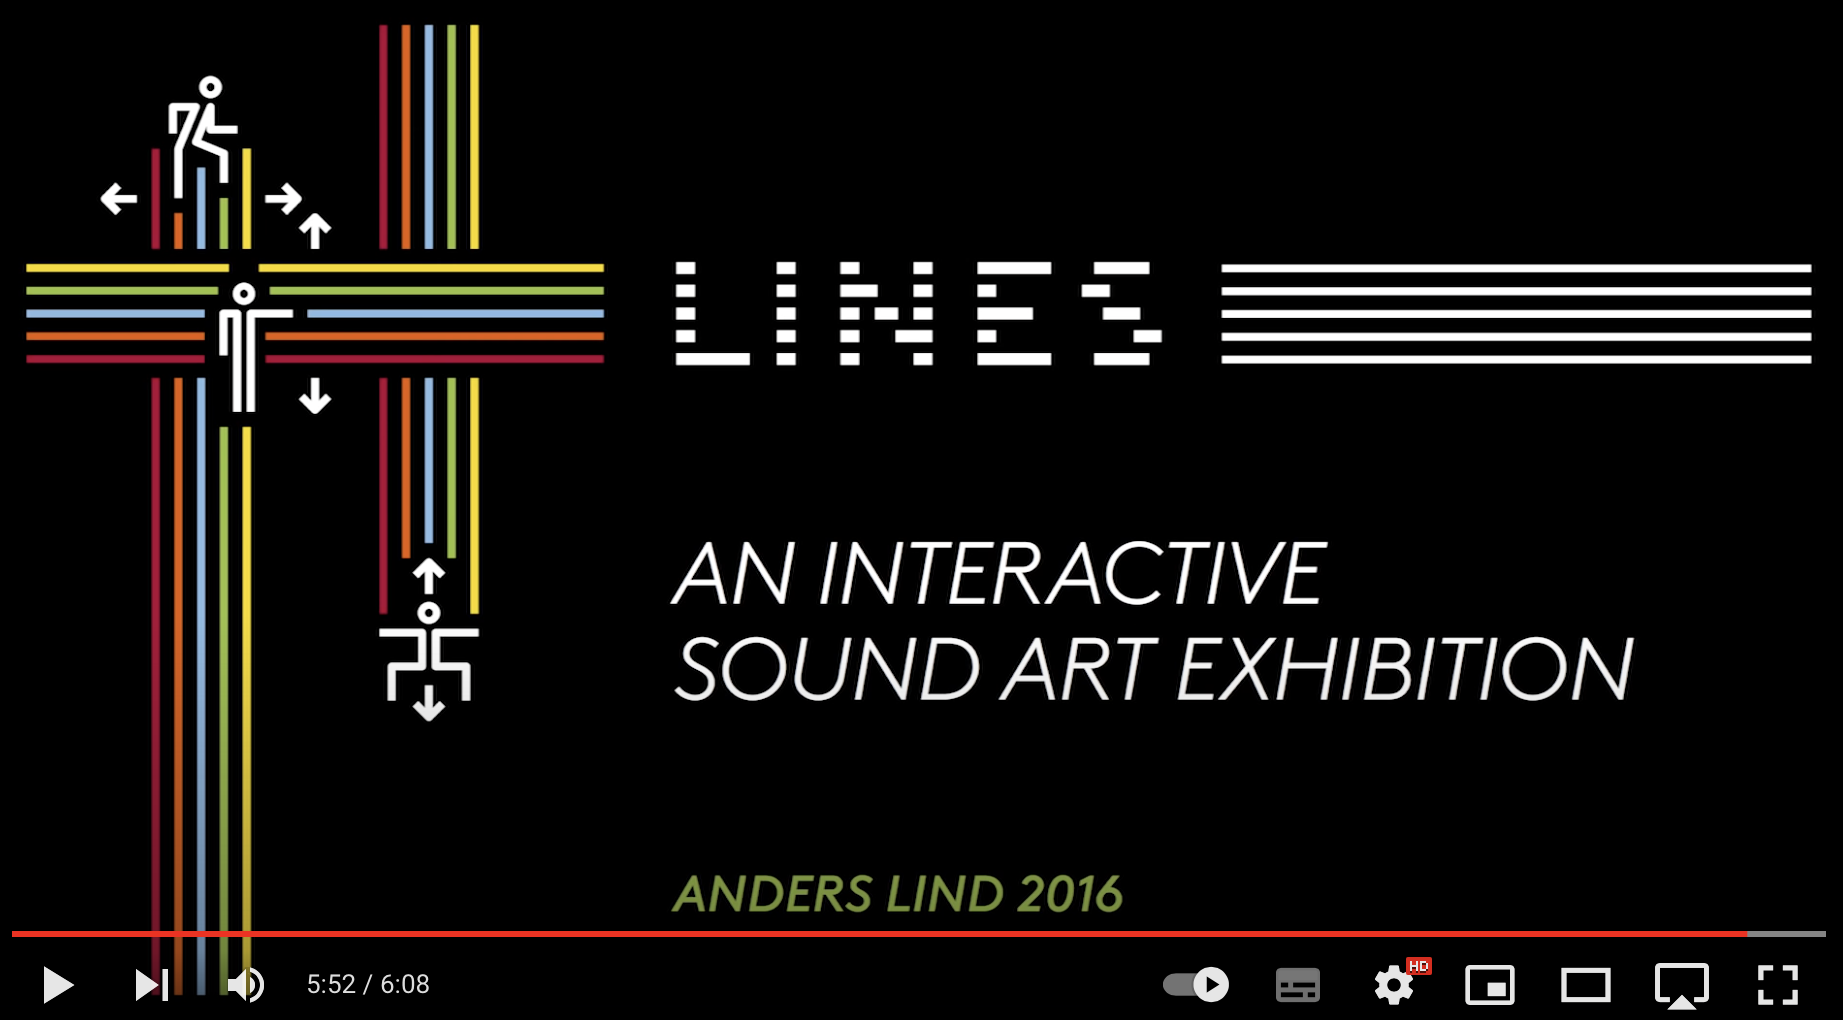 LINES
AN INTERACTIVE
SOUND ART EXHIBITION
ANDERS LIND 2016
5:52 / 6:08
HD